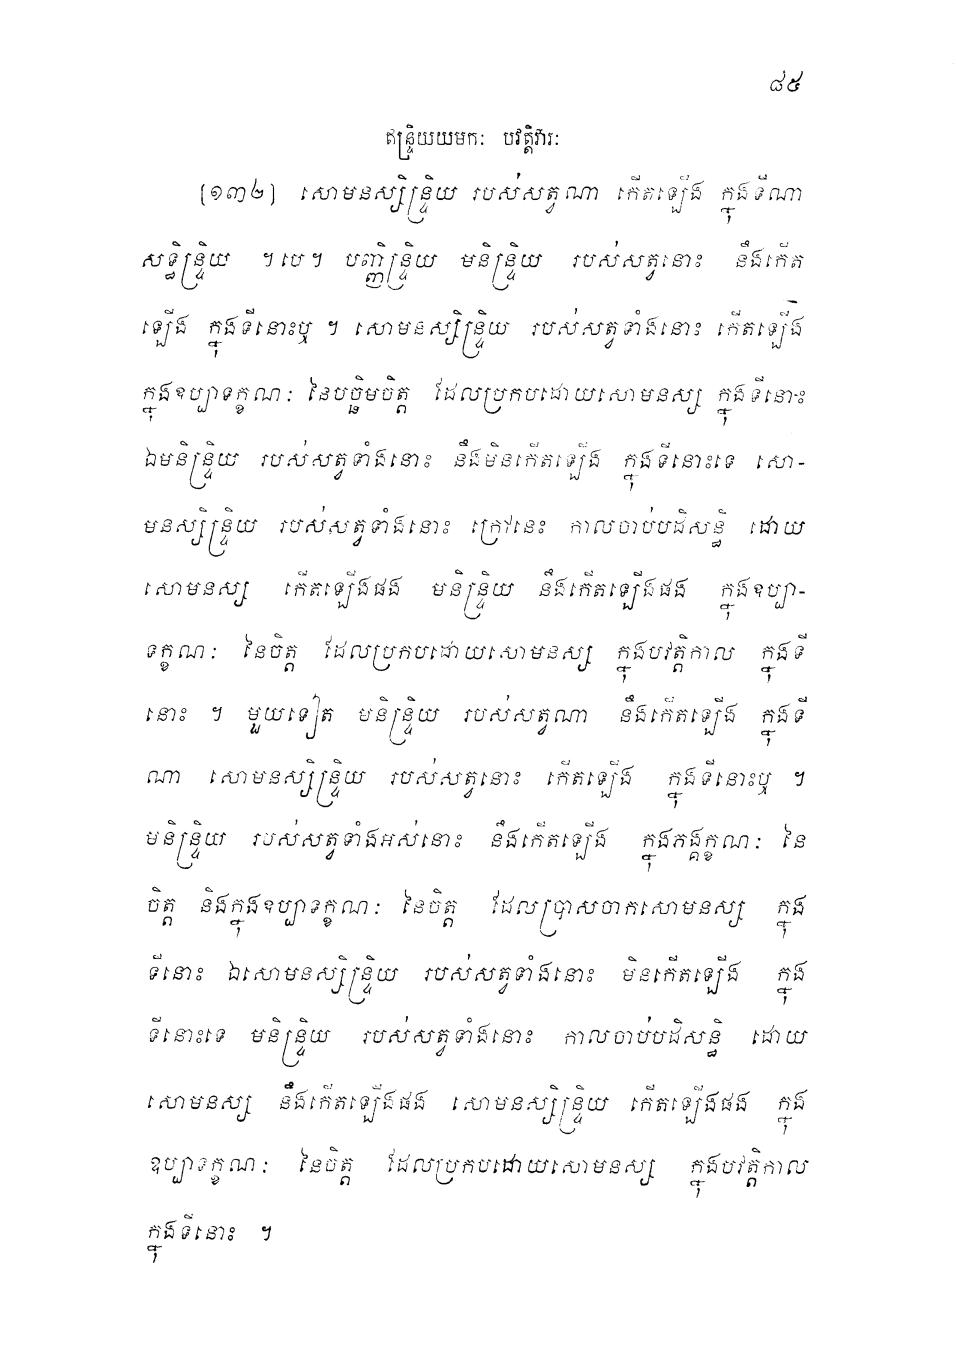 ៨៥
ឥន្ទ្រិយយមកៈ បវត្តិវារៈ
[១៣២] សោមនស្សិន្ទ្រិយ របស់សត្វណា កើតឡើង ក្នុងទីណា
សទ្ធិន្ទ្រិយ ។បេ។ បញ្ញិន្ទ្រិយ មនិន្ទ្រិយ របស់សត្វនោះ នឹងកើត
ឡើង ក្នុងទីនោះឬ ។ សោមនស្សិន្ទ្រិយ របស់សត្វទាំងនោះ កើតឡើង
ក្នុងឧប្បាទក្ខណៈ នៃបច្ឆិមចិត្ត ដែលប្រកបដោយសោមនស្ស ក្នុងទីនោះ
ឯមនិន្ទ្រិយ របស់សត្វទាំងនោះ នឹងមិនកើតឡើង ក្នុងទីនោះទេ សោ-
មនស្សិន្ទ្រិយ របស់សត្វទាំងនោះ ក្រៅនេះ កាលចាប់បដិសន្ធិ ដោយ
សោមនស្ស កើតឡើងផង មនិន្ទ្រិយ នឹងកើតឡើងផង ក្នុងឧប្បា-
ទក្ខណៈ នៃចិត្ត ដែលប្រកបដោយសោមនស្ស ក្នុងបវត្តិកាល ក្នុងទី
នោះ ។ មួយទៀត មនិន្ទ្រិយ របស់សត្វណា នឹងកើតឡើង ក្នុងទី
ណា សោមនស្សិន្ទ្រិយ របស់សត្វនោះ កើតឡើង ក្នុងទីនោះឬ ។
មនិន្ទ្រិយ របស់សត្វទាំងអស់នោះ នឹងកើតឡើង ក្នុងភង្គក្ខណៈ នៃ
ចិត្ត និងក្នុងឧប្បាទក្ខណៈ នៃចិត្ត ដែលប្រាសចាកសោមនស្ស ក្នុង
ទីនោះ ឯសោមនស្សិន្ទ្រិយ របស់សត្វទាំងនោះ មិនកើតឡើង ក្នុង
ទីនោះទេ មនិន្ទ្រិយ របស់សត្វទាំងនោះ កាលចាប់បដិសន្ធិ ដោយ
សោមនស្ស នឹងកើតឡើងផង សោមនស្សិន្ទ្រិយ កើតឡើងផង ក្នុង
ឧប្បាទក្ខណៈ នៃចិត្ត ដែលប្រកបដោយសោមនស្ស ក្នុងបវត្តិកាល
ក្នុងទីនោះ ។